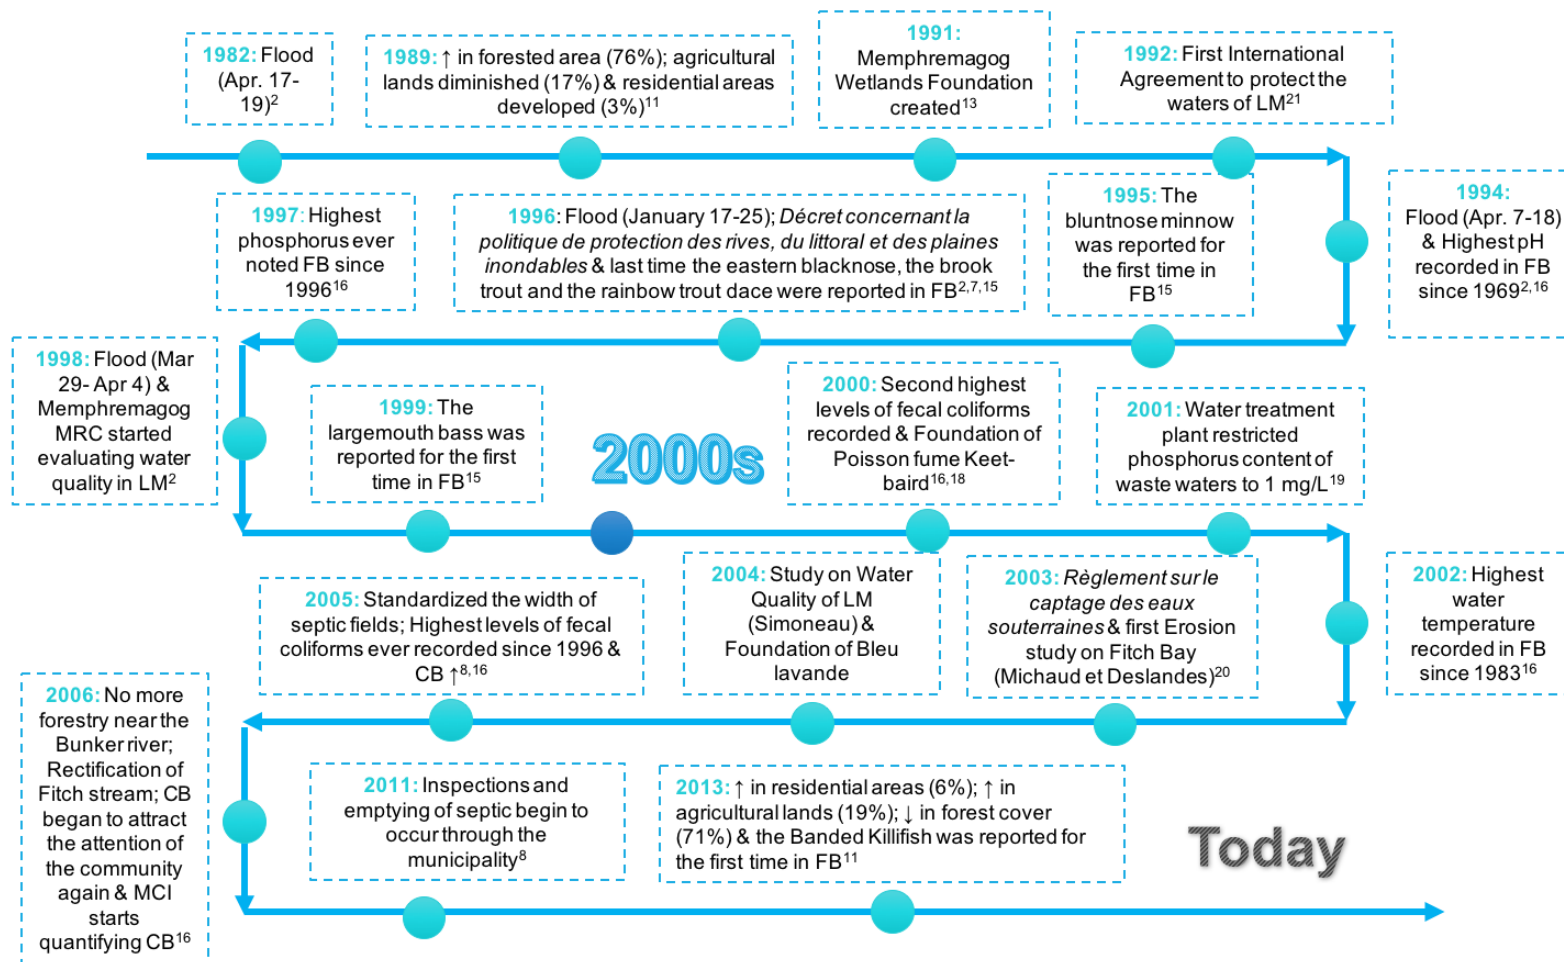 1982: Flood
(Apr. 17-
19)²
1989: ↑ in forested area (76%); agricultural
lands diminished (17%) & residential areas
developed (3%)¹¹
1991:
Memphremagog
Wetlands Foundation
created¹³
1992: First International
Agreement to protect the
waters of LM²¹
1994:
Flood (Apr. 7-18)
& Highest pH
recorded in FB
since 1969²,¹⁶
1995: The
bluntnose minnow
was reported for
the first time in
FB¹⁵
1996: Flood (January 17-25); Décret concernant la
politique de protection des rives, du littoral et des plaines
inondables & last time the eastern blacknose, the brook
trout and the rainbow trout dace were reported in FB²,⁷,¹⁵
1997: Highest
phosphorus ever
noted FB since
1996¹⁶
1998: Flood (Mar
29- Apr 4) &
Memphremagog
MRC started
evaluating water
quality in LM²
1999: The
largemouth bass was
reported for the first
time in FB¹⁵
2000s
2000: Second highest
levels of fecal coliforms
recorded & Foundation of
Poisson fume Keet-
baird¹⁶,¹⁸
2001: Water treatment
plant restricted
phosphorus content of
waste waters to 1 mg/L¹⁹
2002: Highest
water
temperature
recorded in FB
since 1983¹⁶
2003: Règlement sur le
captage des eaux
souterraines & first Erosion
study on Fitch Bay
(Michaud et Deslandes)²⁰
2004: Study on Water
Quality of LM
(Simoneau) &
Foundation of Bleu
lavande
2005: Standardized the width of
septic fields; Highest levels of fecal
coliforms ever recorded since 1996 &
CB ↑⁸,¹⁶
2006: No more
forestry near the
Bunker river;
Rectification of
Fitch stream; CB
began to attract
the attention of
the community
again & MCI
starts
quantifying CB¹⁶
2011: Inspections and
emptying of septic begin to
occur through the
municipality⁸
2013: ↑ in residential areas (6%); ↑ in
agricultural lands (19%); ↓ in forest cover
(71%) & the Banded Killifish was reported for
the first time in FB¹¹
Today